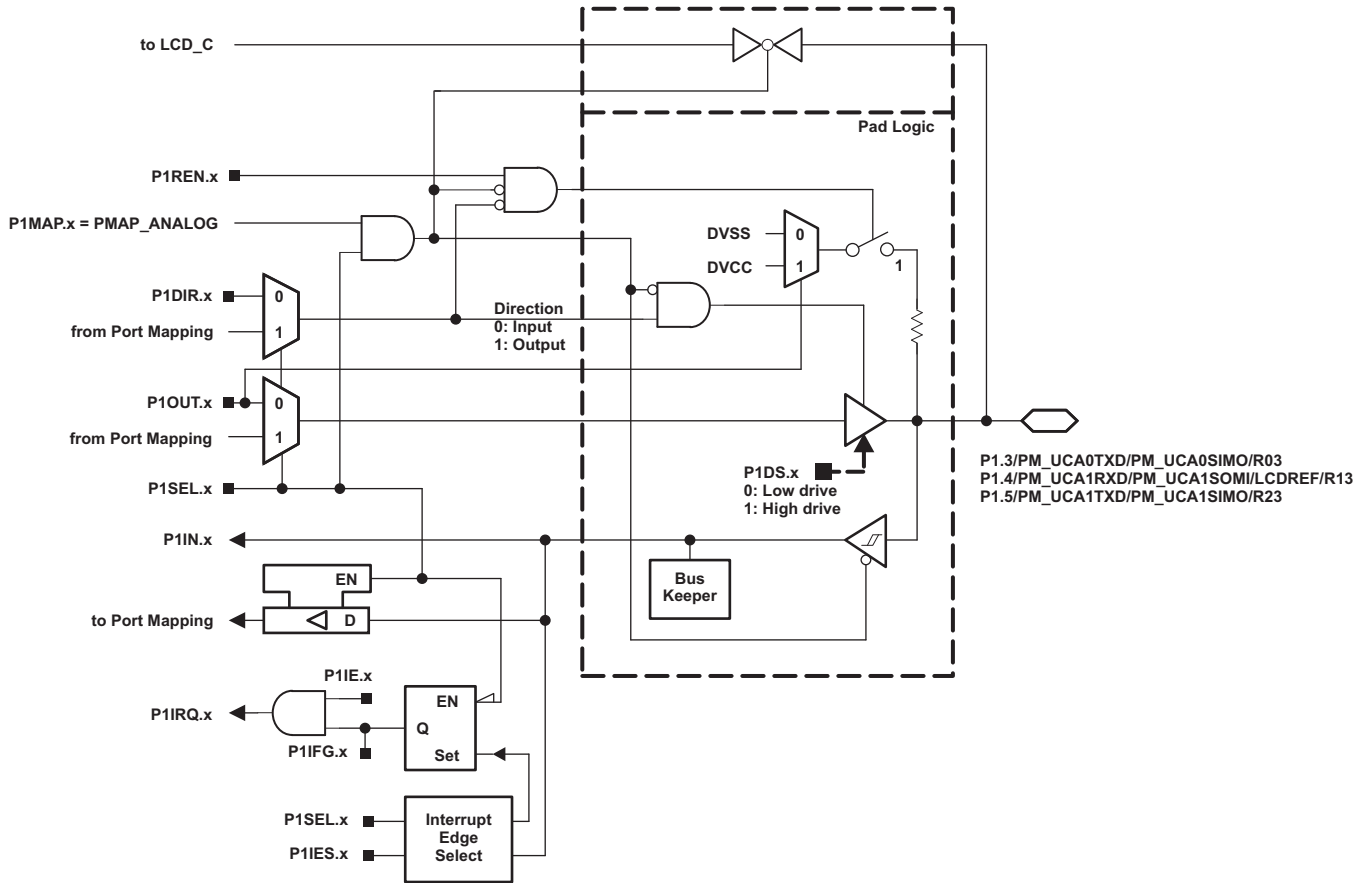 to LCD_C
Pad Logic
P1REN.x
P1MAP.x = PMAP_ANALOG
DVSS
0
DVCC
1
1
P1DIR.x
0
from Port Mapping
1
Direction
0: Input
1: Output
P1OUT.x
0
from Port Mapping
1
P1DS.x
0: Low drive
1: High drive
P1.3/PM_UCA0TXD/PM_UCA0SIMO/R03
P1.4/PM_UCA1RXD/PM_UCA1SOMI/LCDREF/R13
P1.5/PM_UCA1TXD/PM_UCA1SIMO/R23
P1SEL.x
P1IN.x
Bus
Keeper
EN
to Port Mapping
D
P1IE.x
P1IRQ.x
EN
Q
P1IFG.x
Set
P1SEL.x
P1IES.x
Interrupt
Edge
Select